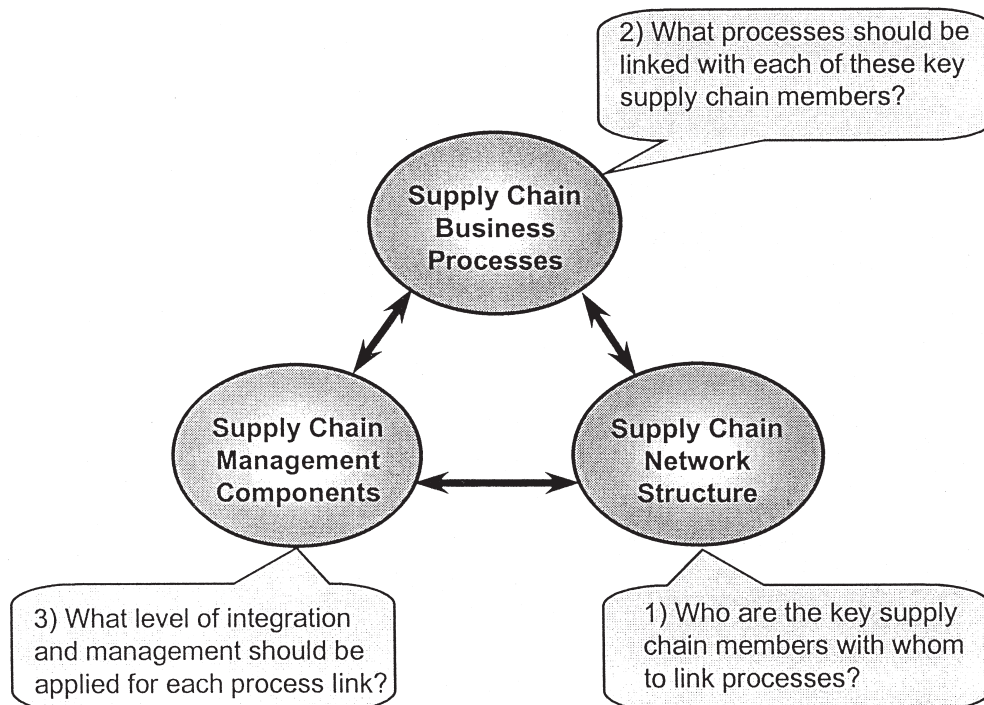 2) What processes should be
linked with each of these key
supply chain members?
Supply Chain
Business
Processes
Supply Chain
Management
Components
Supply Chain
Network
Structure
3) What level of integration
and management should be
applied for each process link?
1) Who are the key supply
chain members with whom
to link processes?